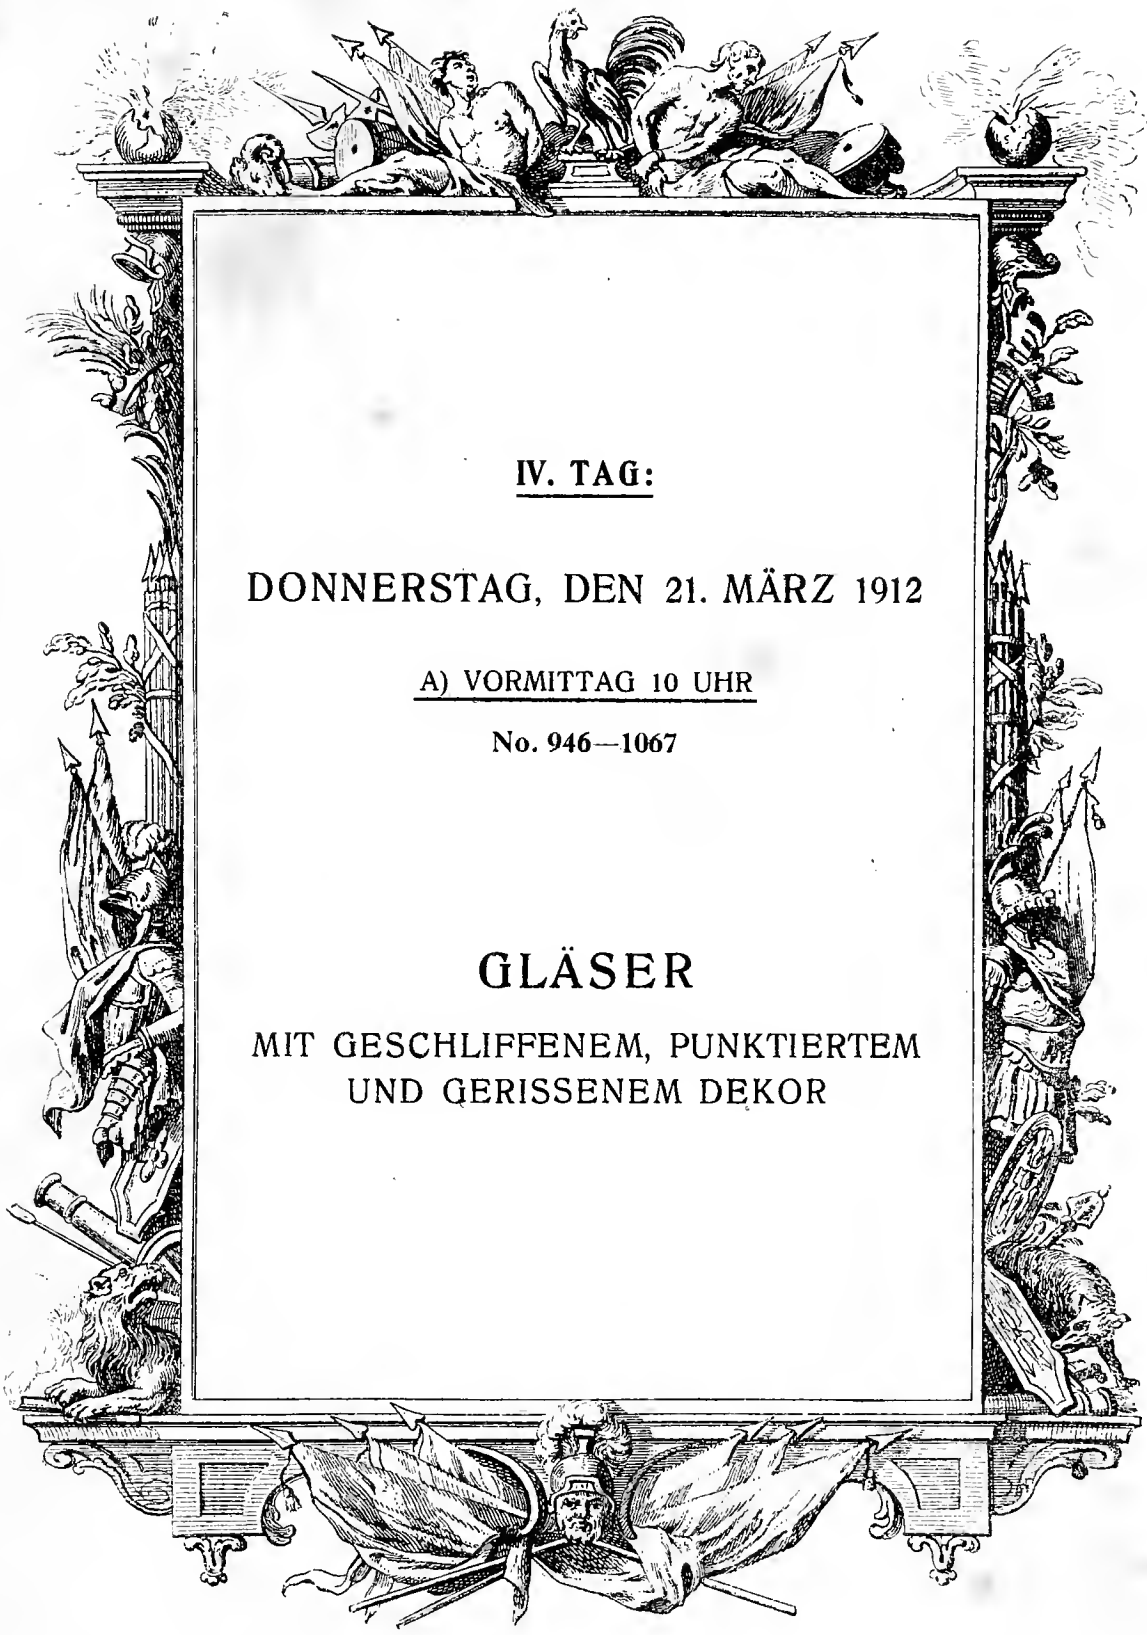 IV. TAG:
DONNERSTAG, DEN 21. MÄRZ 1912
A) VORMITTAG 10 UHR
No. 946—1067
GLÄSER
MIT GESCHLIFFENEM, PUNKTIERTEM
UND GERISSENEM DEKOR